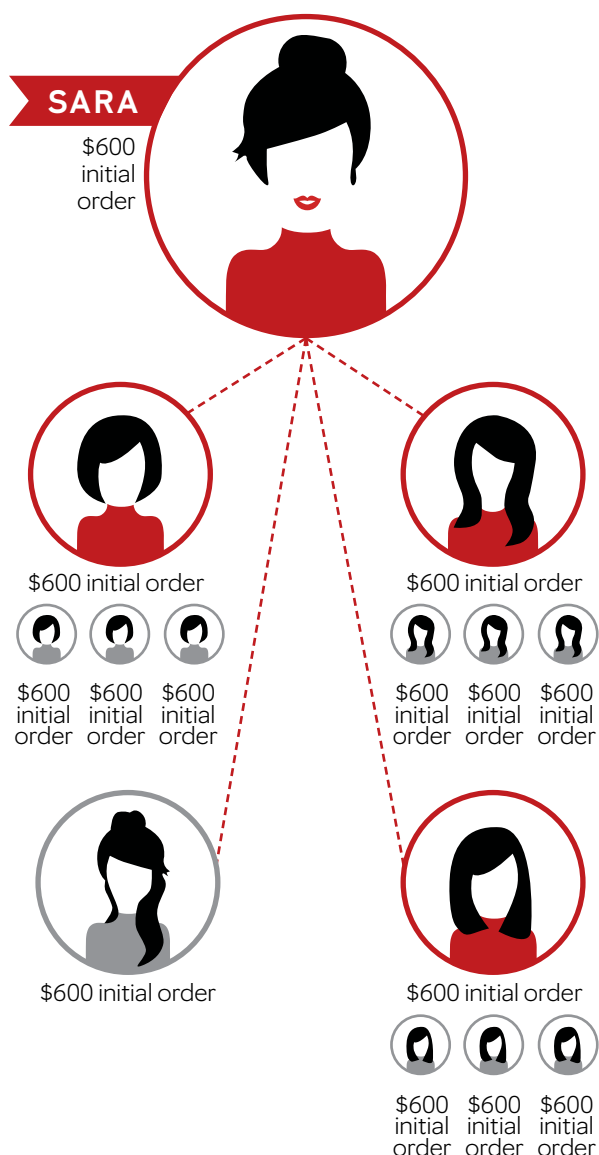 SARA
$600
initial
order
$600 initial order
$600 initial order
$600 $600 $600
initial initial initial
order order order
$600 $600 $600
initial initial initial
order order order
$600 initial order
$600 initial order
$600 $600 $600
initial initial initial
order order order